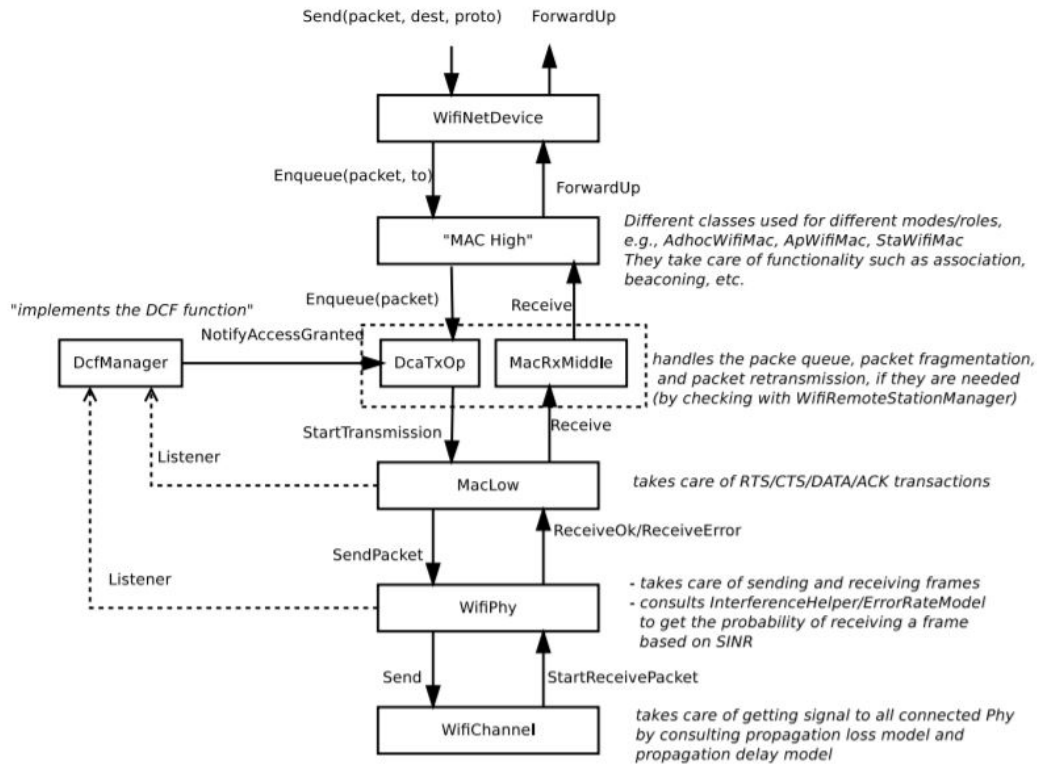 Send(packet, dest, proto)
ForwardUp
WifiNetDevice
Enqueue(packet, to)
ForwardUp
"MAC High"
Different classes used for different modes/roles,
e.g., AdhocWifiMac, ApWifiMac, StaWifiMac
They take care of functionality such as association,
beaconing, etc.
Enqueue(packet)
Receive
"implements the DCF function"
NotifyAccessGranted
DcfManager
DcaTxOp
MacRxMiddle
handles the packe queue, packet fragmentation,
and packet retransmission, if they are needed
(by checking with WifiRemoteStationManager)
StartTransmission
Receive
Listener
MacLow
takes care of RTS/CTS/DATA/ACK transactions
SendPacket
ReceiveOk/ReceiveError
Listener
WifiPhy
- takes care of sending and receiving frames
- consults InterferenceHelper/ErrorRateModel
to get the probability of receiving a frame
based on SINR
Send
StartReceivePacket
WifiChannel
takes care of getting signal to all connected Phy
by consulting propagation loss model and
propagation delay model